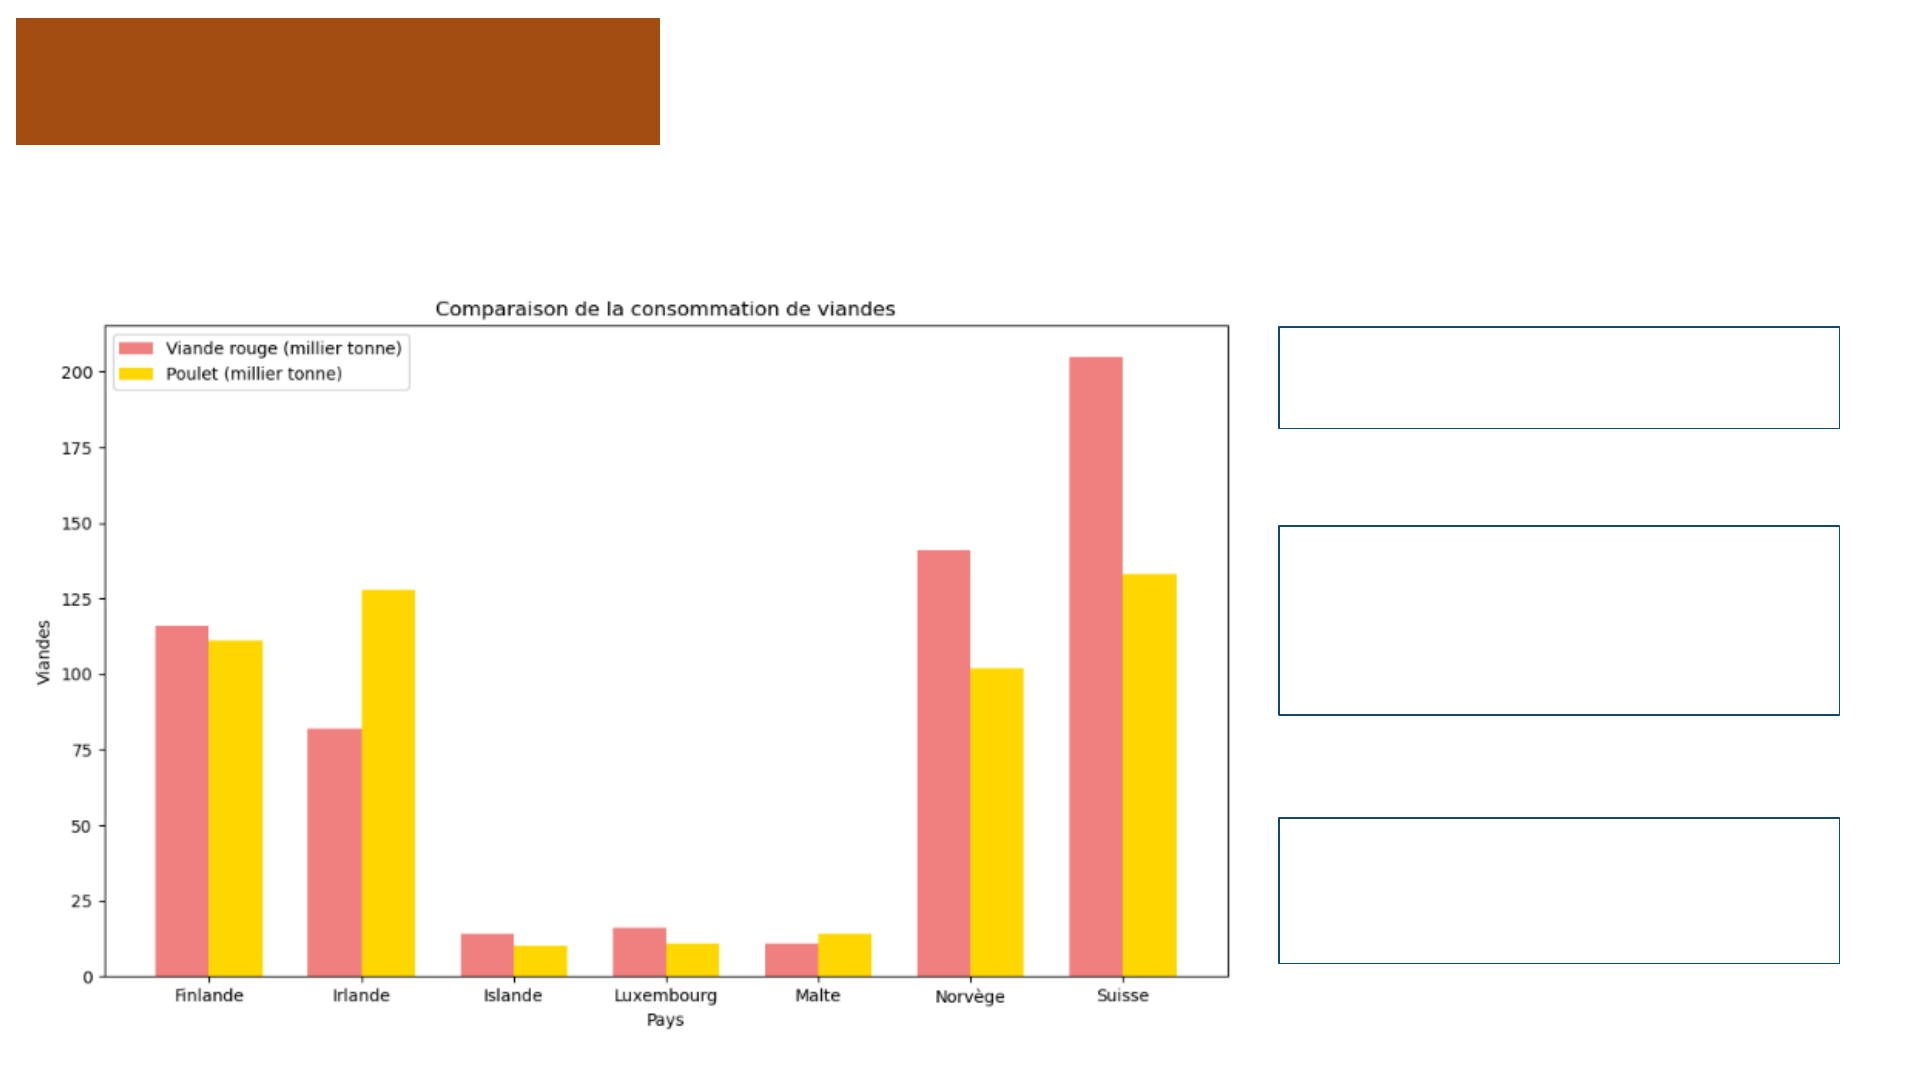 Comparaison de la consommation de viandes
Viande rouge (millier tonne)
Poulet (millier tonne)
200
175
150
125
100
75
50
25
0
Viandes
Finlande Irlande Islande Luxembourg Malte Norvège Suisse
Pays